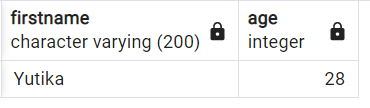 firstname age
character varying (200) integer
Yutika 28